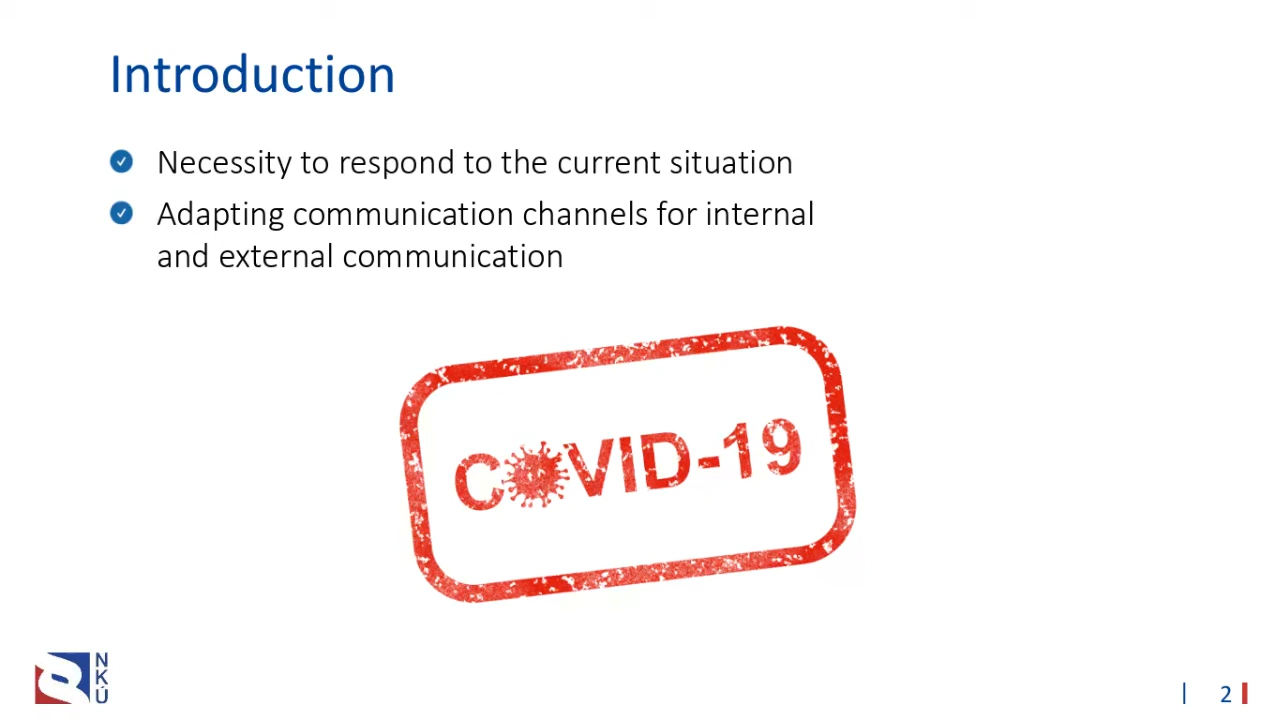 Introduction
Necessity to respond to the current situation
Adapting communication channels for internal
and external communication
COVID-19
NKÚ
2